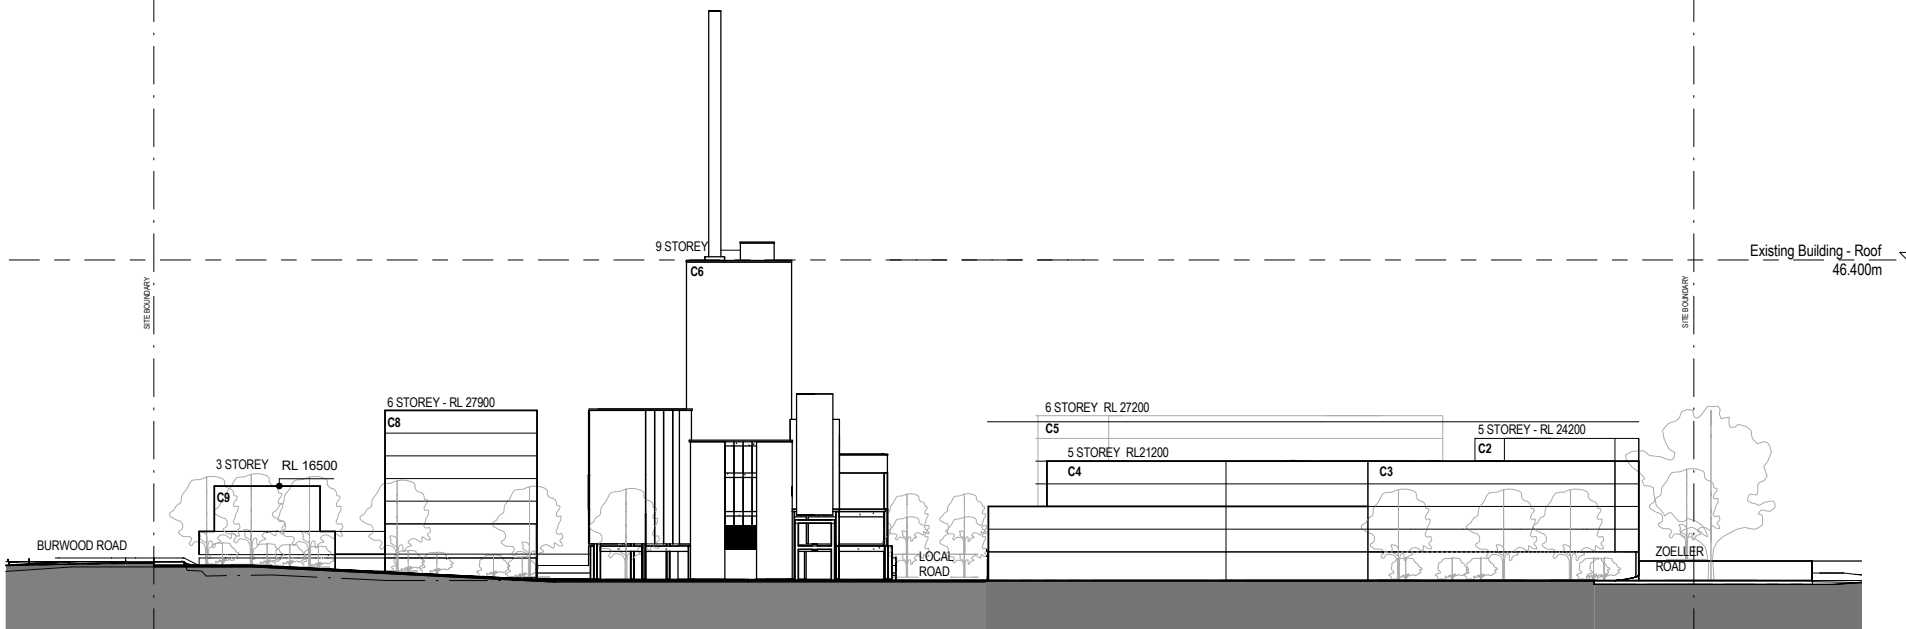 9 STOREY
C6
Existing Building - Roof
46.400m
SITE BOUNDARY
SITE BOUNDARY
6 STOREY - RL 27900
C8
6 STOREY RL 27200
C5
5 STOREY - RL 24200
C2
5 STOREY RL21200
C4
C3
3 STOREY RL 16500
C9
BURWOOD ROAD
LOCAL
ROAD
ZOELLER
ROAD